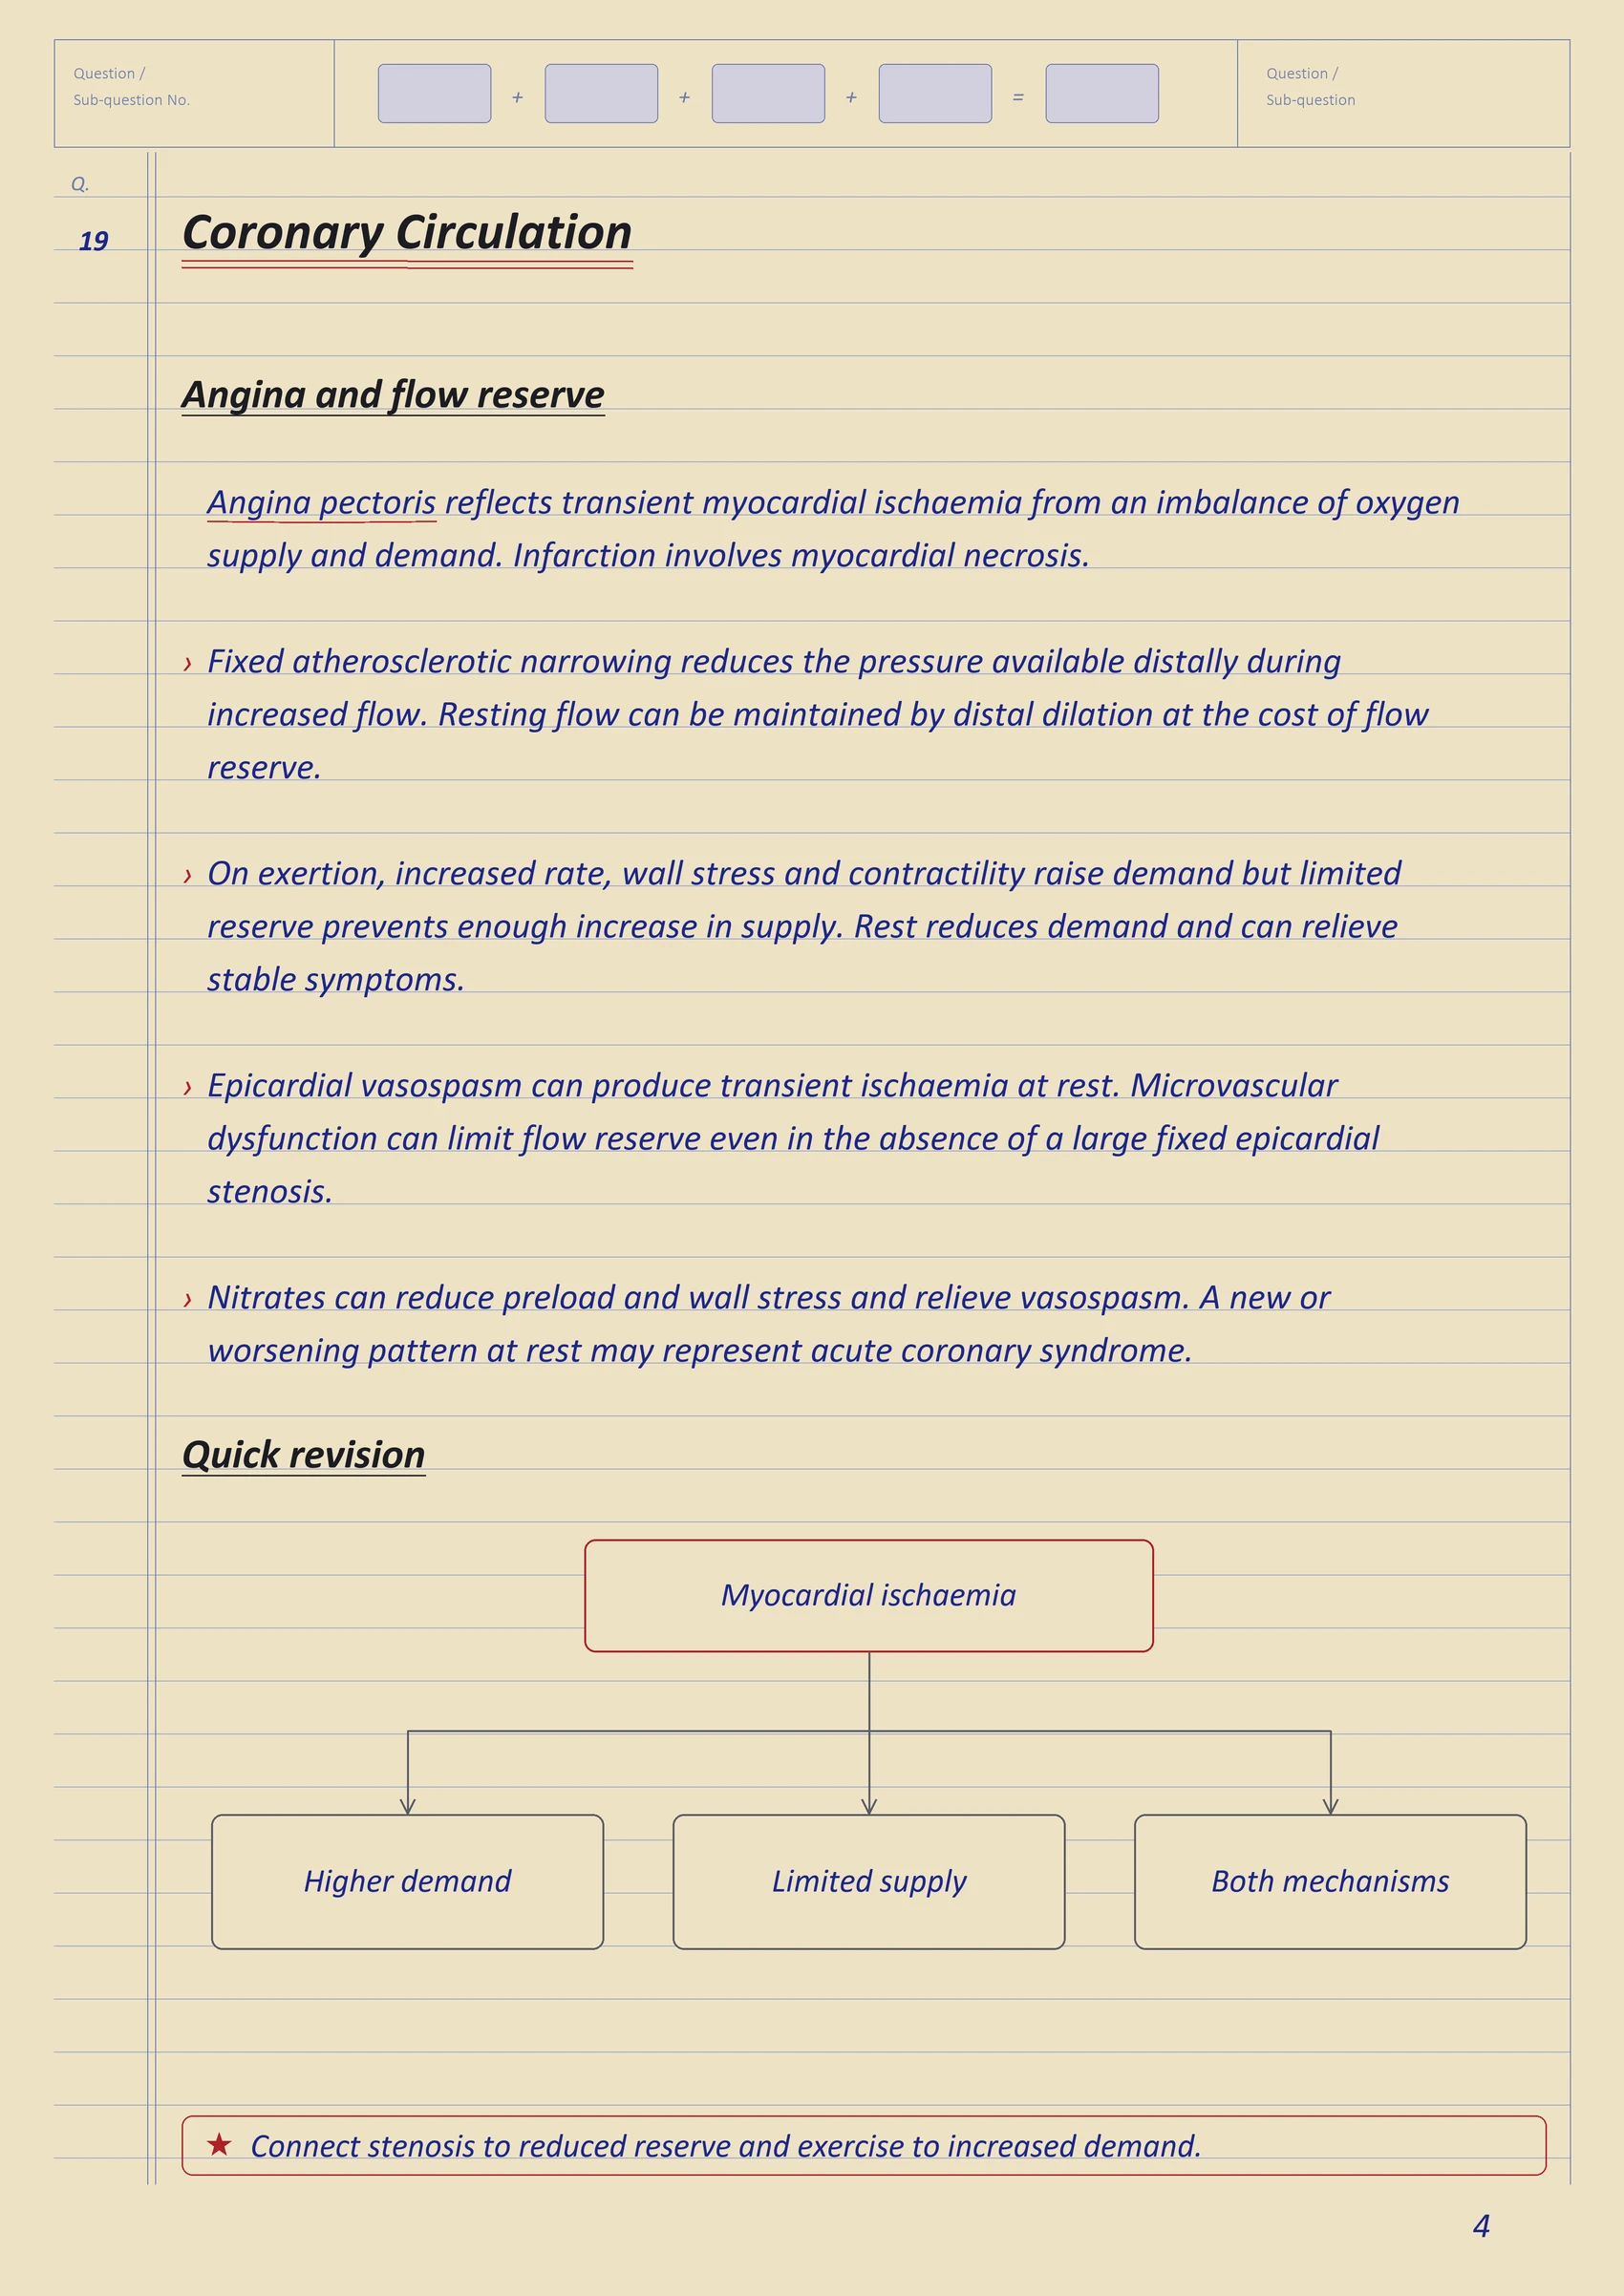 Question /
Sub-question No.
+ + + =
Question /
Sub-question
Q.
19
Coronary Circulation
Angina and flow reserve
Angina pectoris reflects transient myocardial ischaemia from an imbalance of oxygen
supply and demand. Infarction involves myocardial necrosis.
› Fixed atherosclerotic narrowing reduces the pressure available distally during
increased flow. Resting flow can be maintained by distal dilation at the cost of flow
reserve.
› On exertion, increased rate, wall stress and contractility raise demand but limited
reserve prevents enough increase in supply. Rest reduces demand and can relieve
stable symptoms.
› Epicardial vasospasm can produce transient ischaemia at rest. Microvascular
dysfunction can limit flow reserve even in the absence of a large fixed epicardial
stenosis.
› Nitrates can reduce preload and wall stress and relieve vasospasm. A new or
worsening pattern at rest may represent acute coronary syndrome.
Quick revision
Myocardial ischaemia
Higher demand
Limited supply
Both mechanisms
★ Connect stenosis to reduced reserve and exercise to increased demand.
4